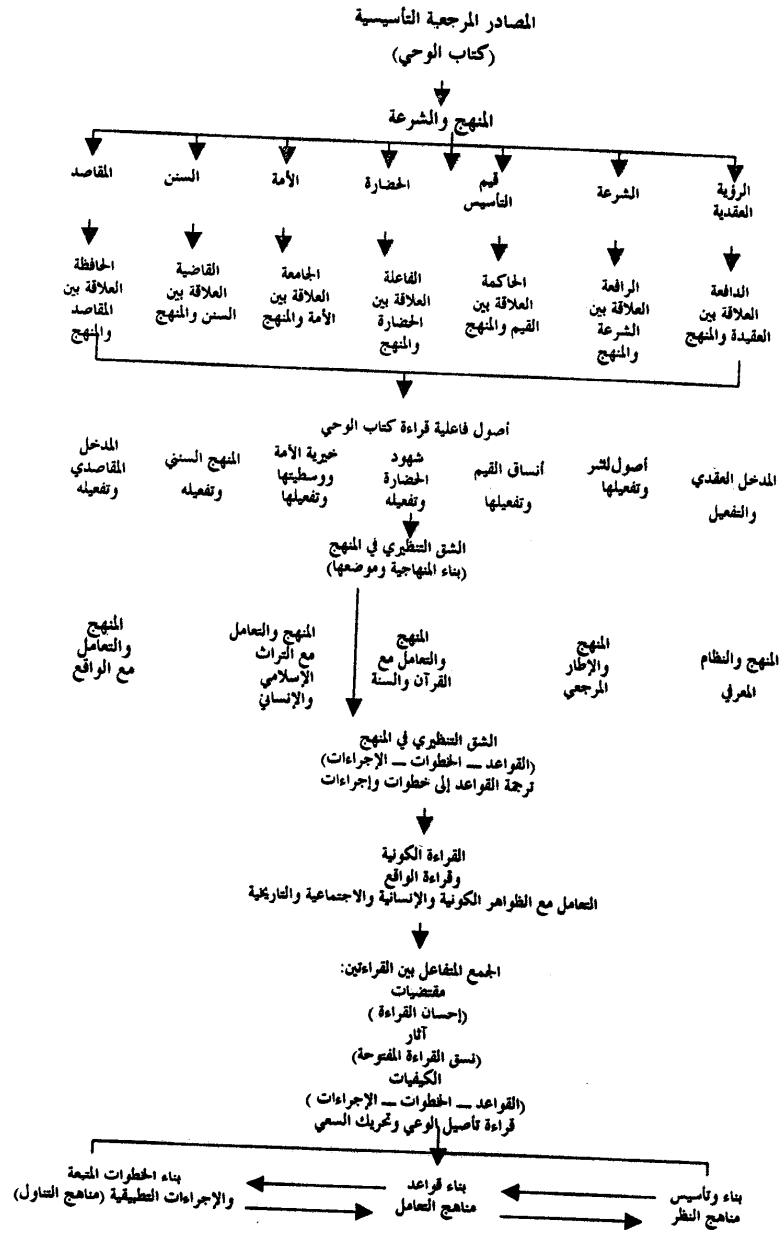 المصادر المرجعية التأسيسية
(كتاب الوحي)
المنهج والشرعة
الرؤية
العقدية
الشرعة
قيم
التأسيس
الحضارة
الأمة
السنن
المقاصد
الدافعة
العلاقة بين
العقيدة والمنهج
الرافعة
العلاقة بين
الشرعة
والمنهج
الحاكمة
العلاقة بين
القيم والمنهج
الفاعلة
العلاقة بين
الحضارة
والمنهج
الجامعة
العلاقة بين
الأمة والمنهج
القاضية
العلاقة بين
السنن والمنهج
الحافظة
العلاقة بين
المقاصد
والمنهج
أصول فاعلية قراءة كتاب الوحي
المدخل العقدي
والتفعيل
أصول لشر
وتفعيلها
أنساق القيم
وتفعيلها
شهود
الحضارة
وتفعيله
خيرية الأمة
ووسطيتها
وتفعيلها
المنهج السنني
وتفعيله
المدخل
المقاصدي
وتفعيله
الشق التنظيري في المنهج
(بناء المنهاجية وموضعها)
المنهج والنظام
المعرفي
المنهج
والإطار
المرجعي
المنهج
والتعامل مع
القرآن والسنة
المنهج والتعامل
مع التراث
الإسلامي
والإنساني
المنهج
والتعامل
مع الواقع
الشق التنظيري في المنهج
(القواعد ــ الخطوات ــ الإجراءات)
ترجمة القواعد إلى خطوات وإجراءات
القراءة الكونية
وقراءة الواقع
التعامل مع الظواهر الكونية والإنسانية والاجتماعية والتاريخية
الجمع المتفاعل بين القراءتين:
مقتضيات
(إحسان القراءة )
آثار
(نسق القراءة المفتوحة)
الكيفيات
(القواعد ــ الخطوات ــ الإجراءات )
قراءة تأصيل الوعي وتحريك السعي
بناء وتأسيس
مناهج النظر
بناء قواعد
مناهج التعامل
بناء الخطوات المتبعة
والإجراءات التطبيقية (مناهج التناول)